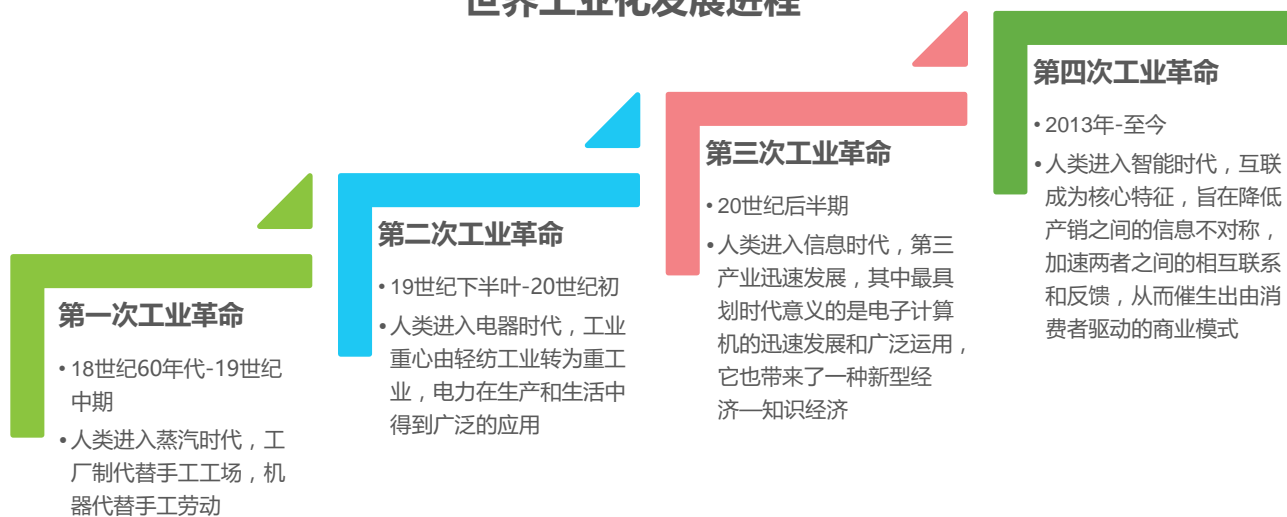 世界工业化发展进程
第一次工业革命
•18世纪60年代-19世纪
中期
•人类进入蒸汽时代，工
厂制代替手工工场，机
器代替手工劳动
第二次工业革命
•19世纪下半叶-20世纪初
•人类进入电器时代，工业
重心由轻纺工业转为重工
业，电力在生产和生活中
得到广泛的应用
第三次工业革命
•20世纪后半期
•人类进入信息时代，第三
产业迅速发展，其中最具
划时代意义的是电子计算
机的迅速发展和广泛运用，
它也带来了一种新型经
济—知识经济
第四次工业革命
•2013年-至今
•人类进入智能时代，互联
成为核心特征，旨在降低
产销之间的信息不对称，
加速两者之间的相互联系
和反馈，从而催生出由消
费者驱动的商业模式